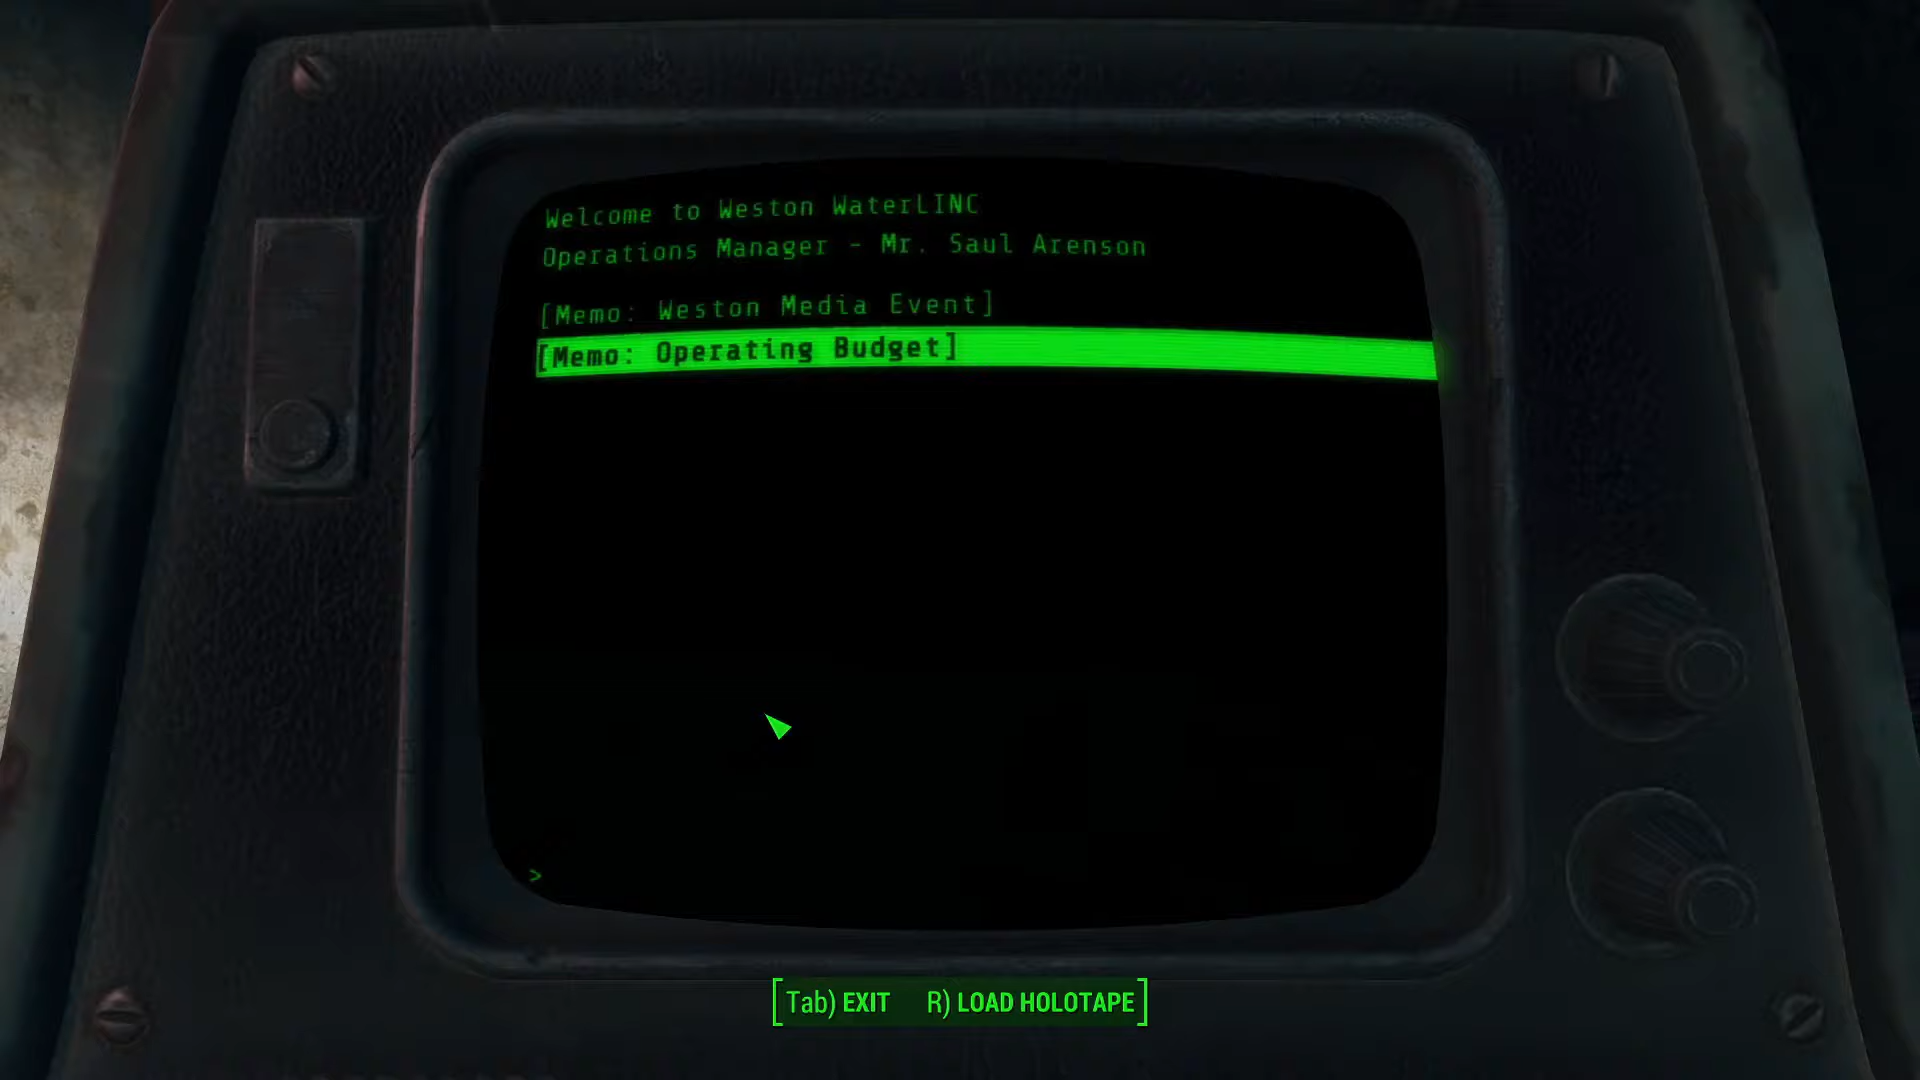 Welcome to Weston WaterLINC
Operations Manager - Mr. Saul Arenson
[Memo: Weston Media Event]
[Memo: Operating Budget]
>
[Tab) EXIT R) LOAD HOLOTAPE]